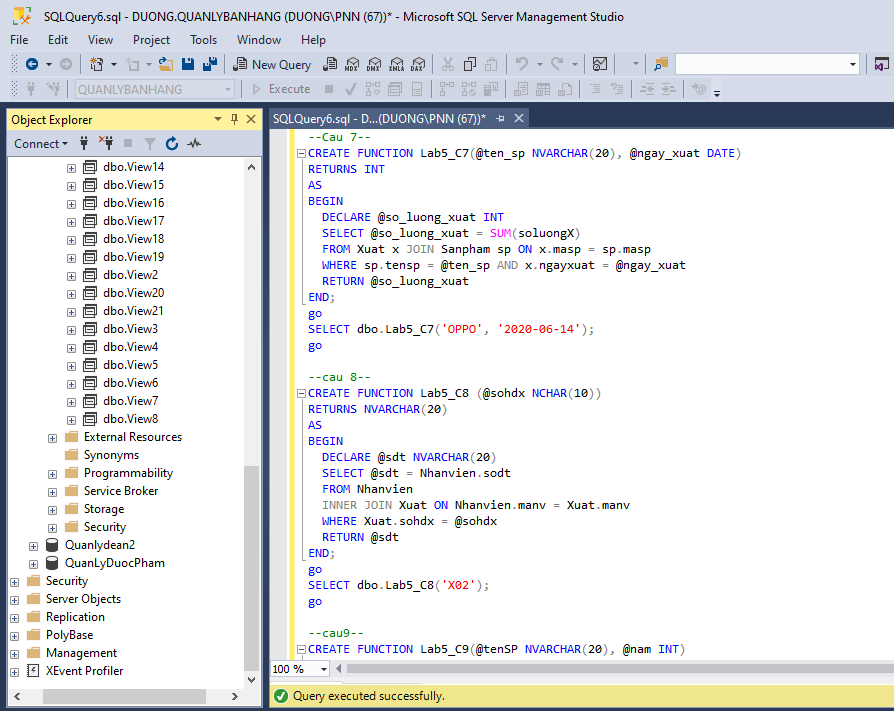 SQLQuery6.sql - DUONG.QUANLYBANHANG (DUONG\PNN (67))* - Microsoft SQL Server Management Studio
File Edit View Project Tools Window Help
New Query MDX DMX XMLA DAX
QUANLYBANHANG Execute
Object Explorer
Connect
dbo.View14
dbo.View15
dbo.View16
dbo.View17
dbo.View18
dbo.View19
dbo.View2
dbo.View20
dbo.View21
dbo.View3
dbo.View4
dbo.View5
dbo.View6
dbo.View7
dbo.View8
External Resources
Synonyms
Programmability
Service Broker
Storage
Security
Quanlydean2
QuanLyDuocPham
Security
Server Objects
Replication
PolyBase
Management
XEvent Profiler
SQLQuery6.sql - D...(DUONG\PNN (67))*
--Cau 7--
CREATE FUNCTION Lab5_C7(@ten_sp NVARCHAR(20), @ngay_xuat DATE)
RETURNS INT
AS
BEGIN
DECLARE @so_luong_xuat INT
SELECT @so_luong_xuat = SUM(soluongX)
FROM Xuat x JOIN Sanpham sp ON x.masp = sp.masp
WHERE sp.tensp = @ten_sp AND x.ngayxuat = @ngay_xuat
RETURN @so_luong_xuat
END;
go
SELECT dbo.Lab5_C7('OPPO', '2020-06-14');
go
--cau 8--
CREATE FUNCTION Lab5_C8 (@sohdx NCHAR(10))
RETURNS NVARCHAR(20)
AS
BEGIN
DECLARE @sdt NVARCHAR(20)
SELECT @sdt = Nhanvien.sodt
FROM Nhanvien
INNER JOIN Xuat ON Nhanvien.manv = Xuat.manv
WHERE Xuat.sohdx = @sohdx
RETURN @sdt
END;
go
SELECT dbo.Lab5_C8('X02');
go
--cau9--
CREATE FUNCTION Lab5_C9(@tenSP NVARCHAR(20), @nam INT)
100 %
Query executed successfully.